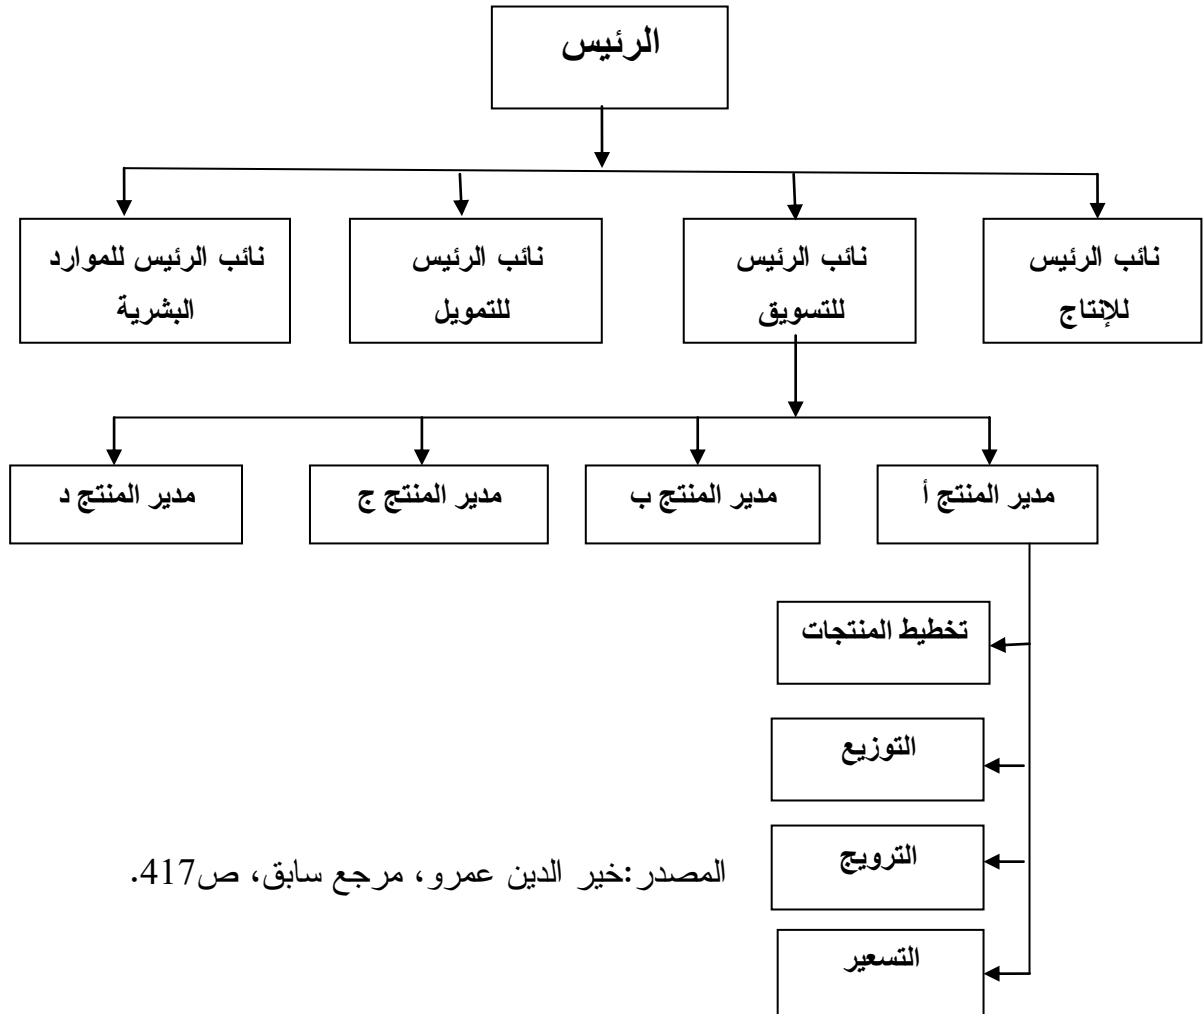 الرئيس
نائب الرئيس
للإنتاج
نائب الرئيس
للتسويق
نائب الرئيس
للتمويل
نائب الرئيس للموارد
البشرية
مدير المنتج أ
مدير المنتج ب
مدير المنتج ج
مدير المنتج د
تخطيط المنتجات
التوزيع
الترويج
المصدر:خير الدين عمرو، مرجع سابق، ص417.
التسعير